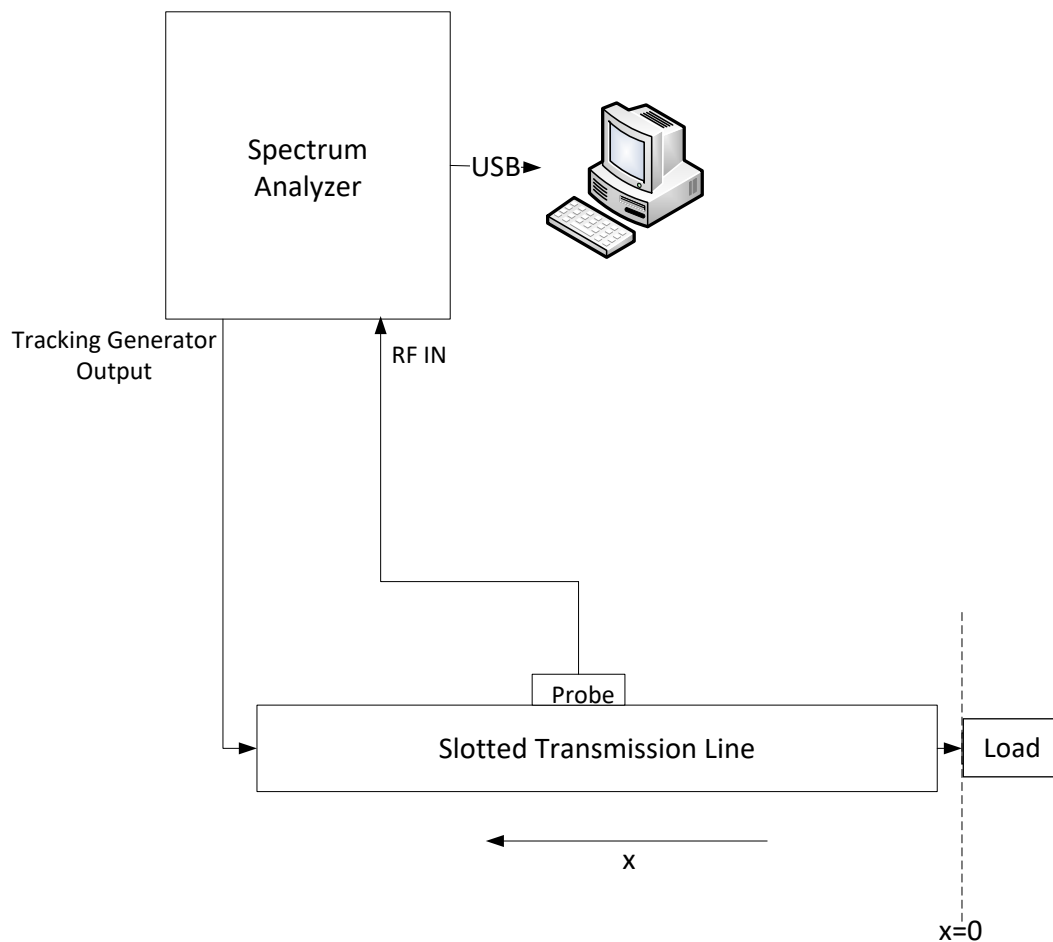 Spectrum
Analyzer
USB
Tracking Generator
Output
RF IN
Probe
Slotted Transmission Line
Load
x
x=0